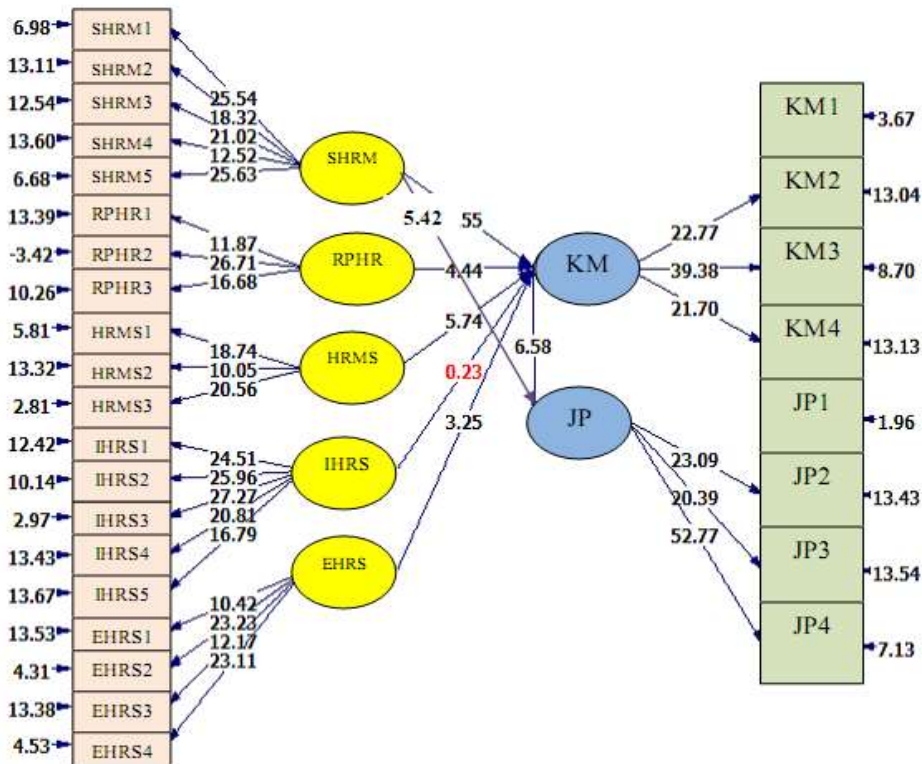 6.98
SHRM1
13.11
SHRM2
12.54
SHRM3
13.60
SHRM4
6.68
SHRM5
13.39
RPHR1
-3.42
RPHR2
10.26
RPHR3
5.81
HRMS1
13.32
HRMS2
2.81
HRMS3
12.42
IHRS1
10.14
IHRS2
2.97
IHRS3
13.43
IHRS4
13.67
IHRS5
13.53
EHRS1
4.31
EHRS2
13.38
EHRS3
4.53
EHRS4
25.54
18.32
21.02
12.52
25.63
11.87
26.71
16.68
18.74
10.05
20.56
24.51
25.96
27.27
20.81
16.79
10.42
23.23
12.17
23.11
SHRM
RPHR
HRMS
IHRS
EHRS
5.42
55
4.44
5.74
0.23
3.25
6.58
KM
JP
22.77
39.38
21.70
23.09
20.39
52.77
KM1
3.67
KM2
13.04
KM3
8.70
KM4
13.13
JP1
1.96
JP2
13.43
JP3
13.54
JP4
7.13